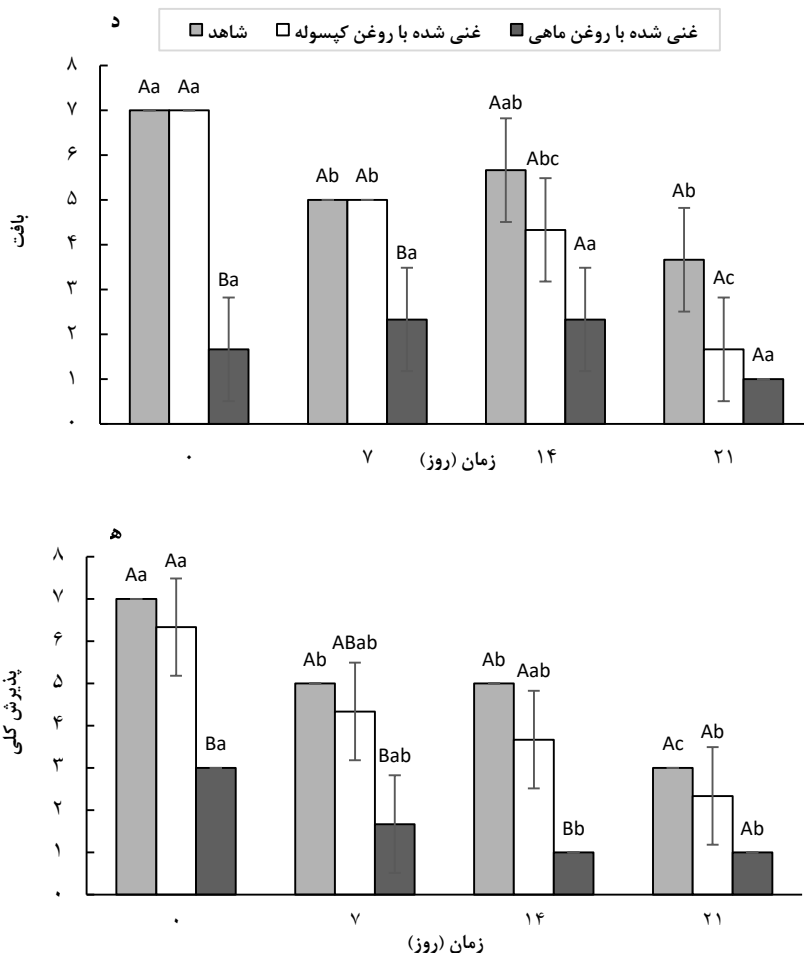 د
شاهد غنی شده با روغن کپسوله غنی شده با روغن ماهی
۸
۷
۶
۵
۴
۳
۲
۱
۰
بافت
Aa Aa Ba
Ab Ab Ba
Aab Abc Aa
Ab Ac Aa
۰ ۷ ۱۴ ۲۱
زمان (روز)
ه
۸
۷
۶
۵
۴
۳
۲
۱
۰
پذیرش کلی
Aa Aa Ba
Ab ABab Bab
Ab Aab Bb
Ac Ab Ab
۰ ۷ ۱۴ ۲۱
زمان (روز)